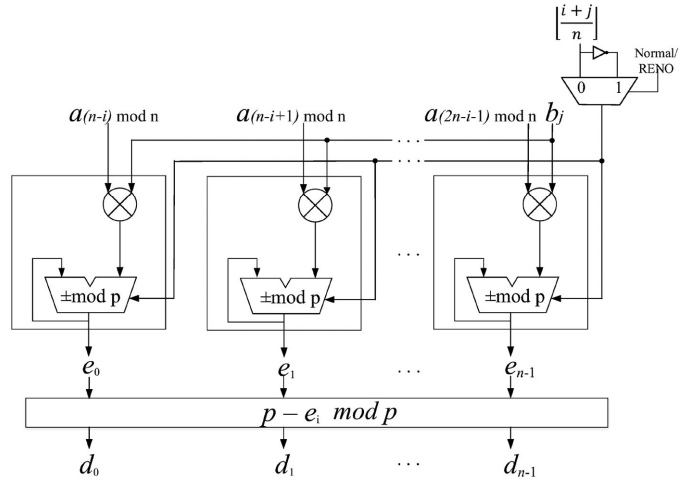 ⌊(i + j)/n⌋
Normal/
RENO
0 1
a(n-i) mod n a(n-i+1) mod n a(2n-i-1) mod n bj
· · ·
· · ·
· · ·
±mod p ±mod p ±mod p
e0 e1 · · · en-1
p − ei mod p
d0 d1 · · · dn-1